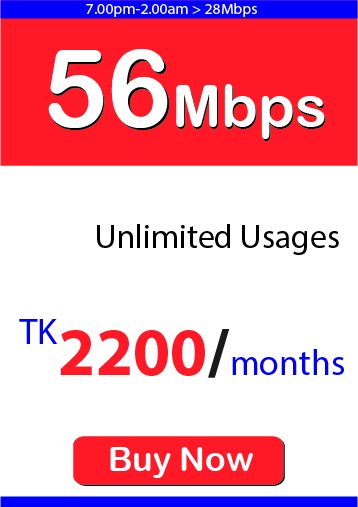 7.00pm-2.00am > 28Mbps
56Mbps
Unlimited Usages
TK2200/months
Buy Now